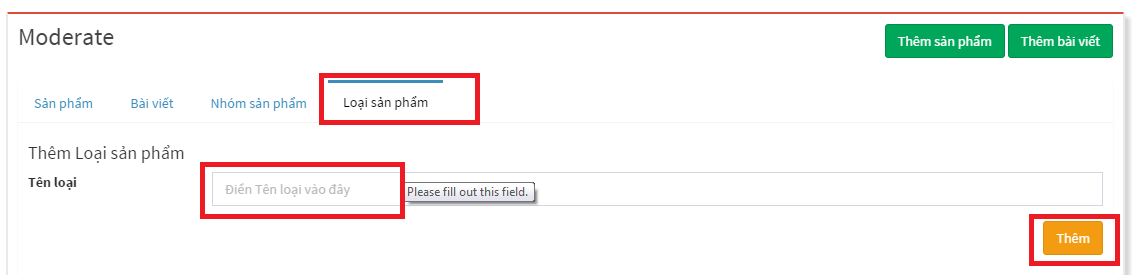 Moderate
Thêm sản phẩm
Thêm bài viết
Sản phẩm
Bài viết
Nhóm sản phẩm
Loại sản phẩm
Thêm Loại sản phẩm
Tên loại
Điền Tên loại vào đây
Please fill out this field.
Thêm